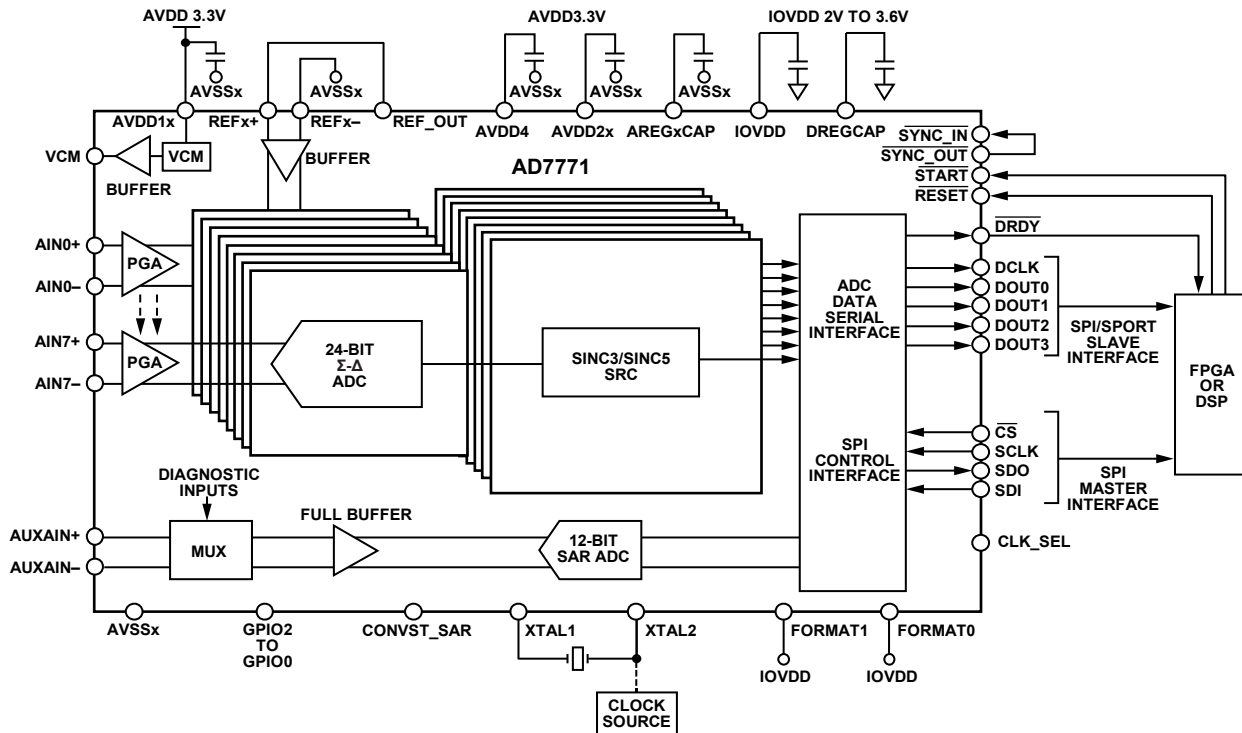 AVDD 3.3V
AVDD3.3V
IOVDD 2V TO 3.6V
AVSSx
AVSSx
AVSSx
AVSSx
AVSSx
AVDD1x
REFx+
REFx–
REF_OUT
AVDD4
AVDD2x
AREGxCAP
IOVDD
DREGCAP
SYNC_IN
SYNC_OUT
START
RESET
VCM
VCM
BUFFER
BUFFER
AD7771
AIN0+
AIN0–
PGA
AIN7+
AIN7–
PGA
24-BIT
Σ-Δ
ADC
SINC3/SINC5
SRC
ADC
DATA
SERIAL
INTERFACE
SPI
CONTROL
INTERFACE
DRDY
DCLK
DOUT0
DOUT1
DOUT2
DOUT3
SPI/SPORT
SLAVE
INTERFACE
FPGA
OR
DSP
CS
SCLK
SDO
SDI
SPI
MASTER
INTERFACE
CLK_SEL
DIAGNOSTIC
INPUTS
AUXAIN+
AUXAIN–
MUX
FULL BUFFER
12-BIT
SAR ADC
AVSSx
GPIO2
TO
GPIO0
CONVST_SAR
XTAL1
XTAL2
FORMAT1
FORMAT0
IOVDD
IOVDD
CLOCK
SOURCE